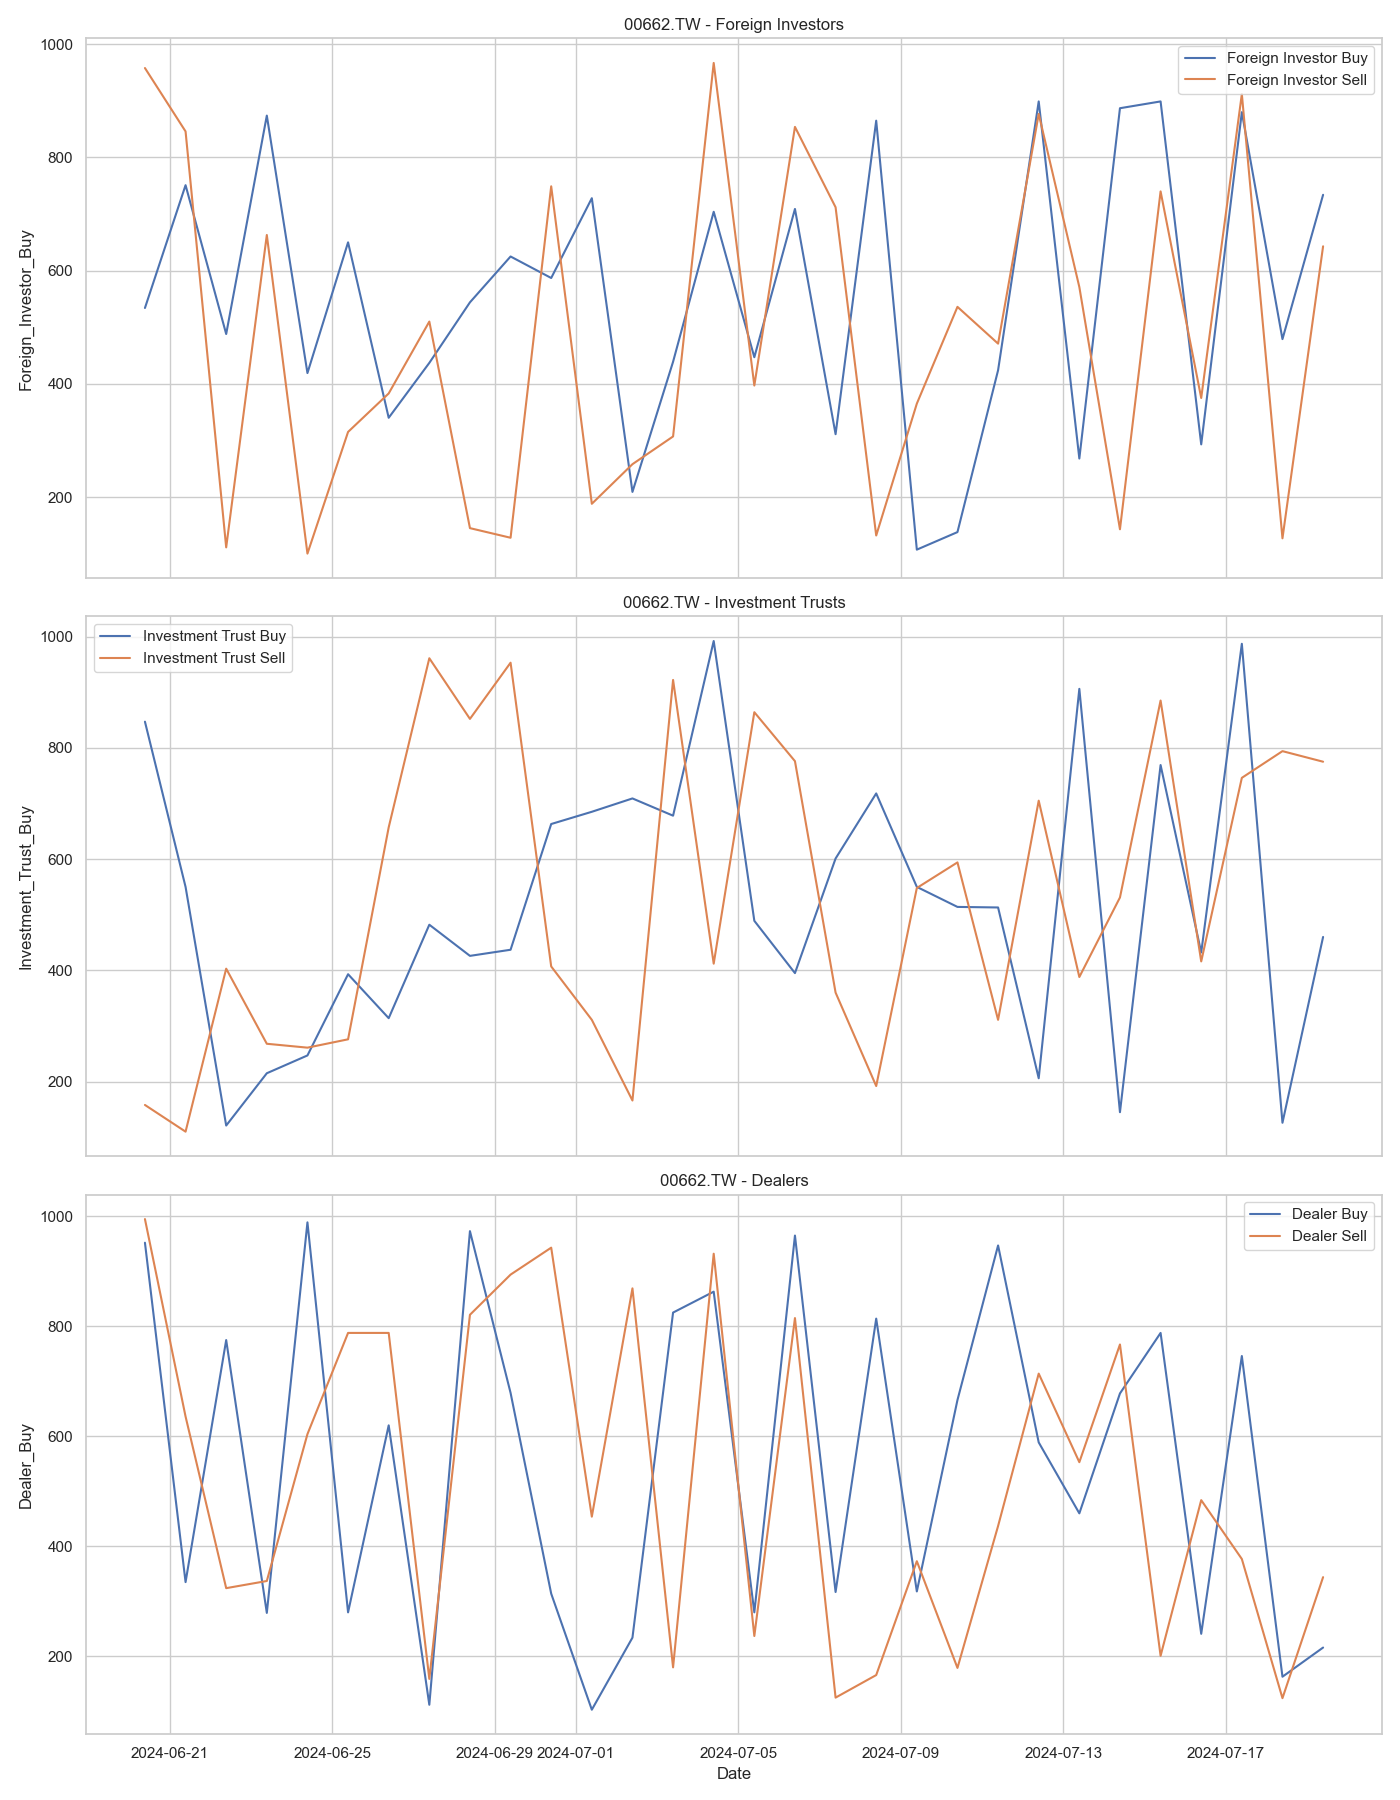 00662.TW - Foreign Investors
1000
800
600
400
200
Foreign_Investor_Buy
Foreign Investor Buy
Foreign Investor Sell
00662.TW - Investment Trusts
1000
800
600
400
200
Investment_Trust_Buy
Investment Trust Buy
Investment Trust Sell
00662.TW - Dealers
1000
800
600
400
200
Dealer_Buy
Dealer Buy
Dealer Sell
2024-06-21 2024-06-25 2024-06-29 2024-07-01 2024-07-05 2024-07-09 2024-07-13 2024-07-17
Date